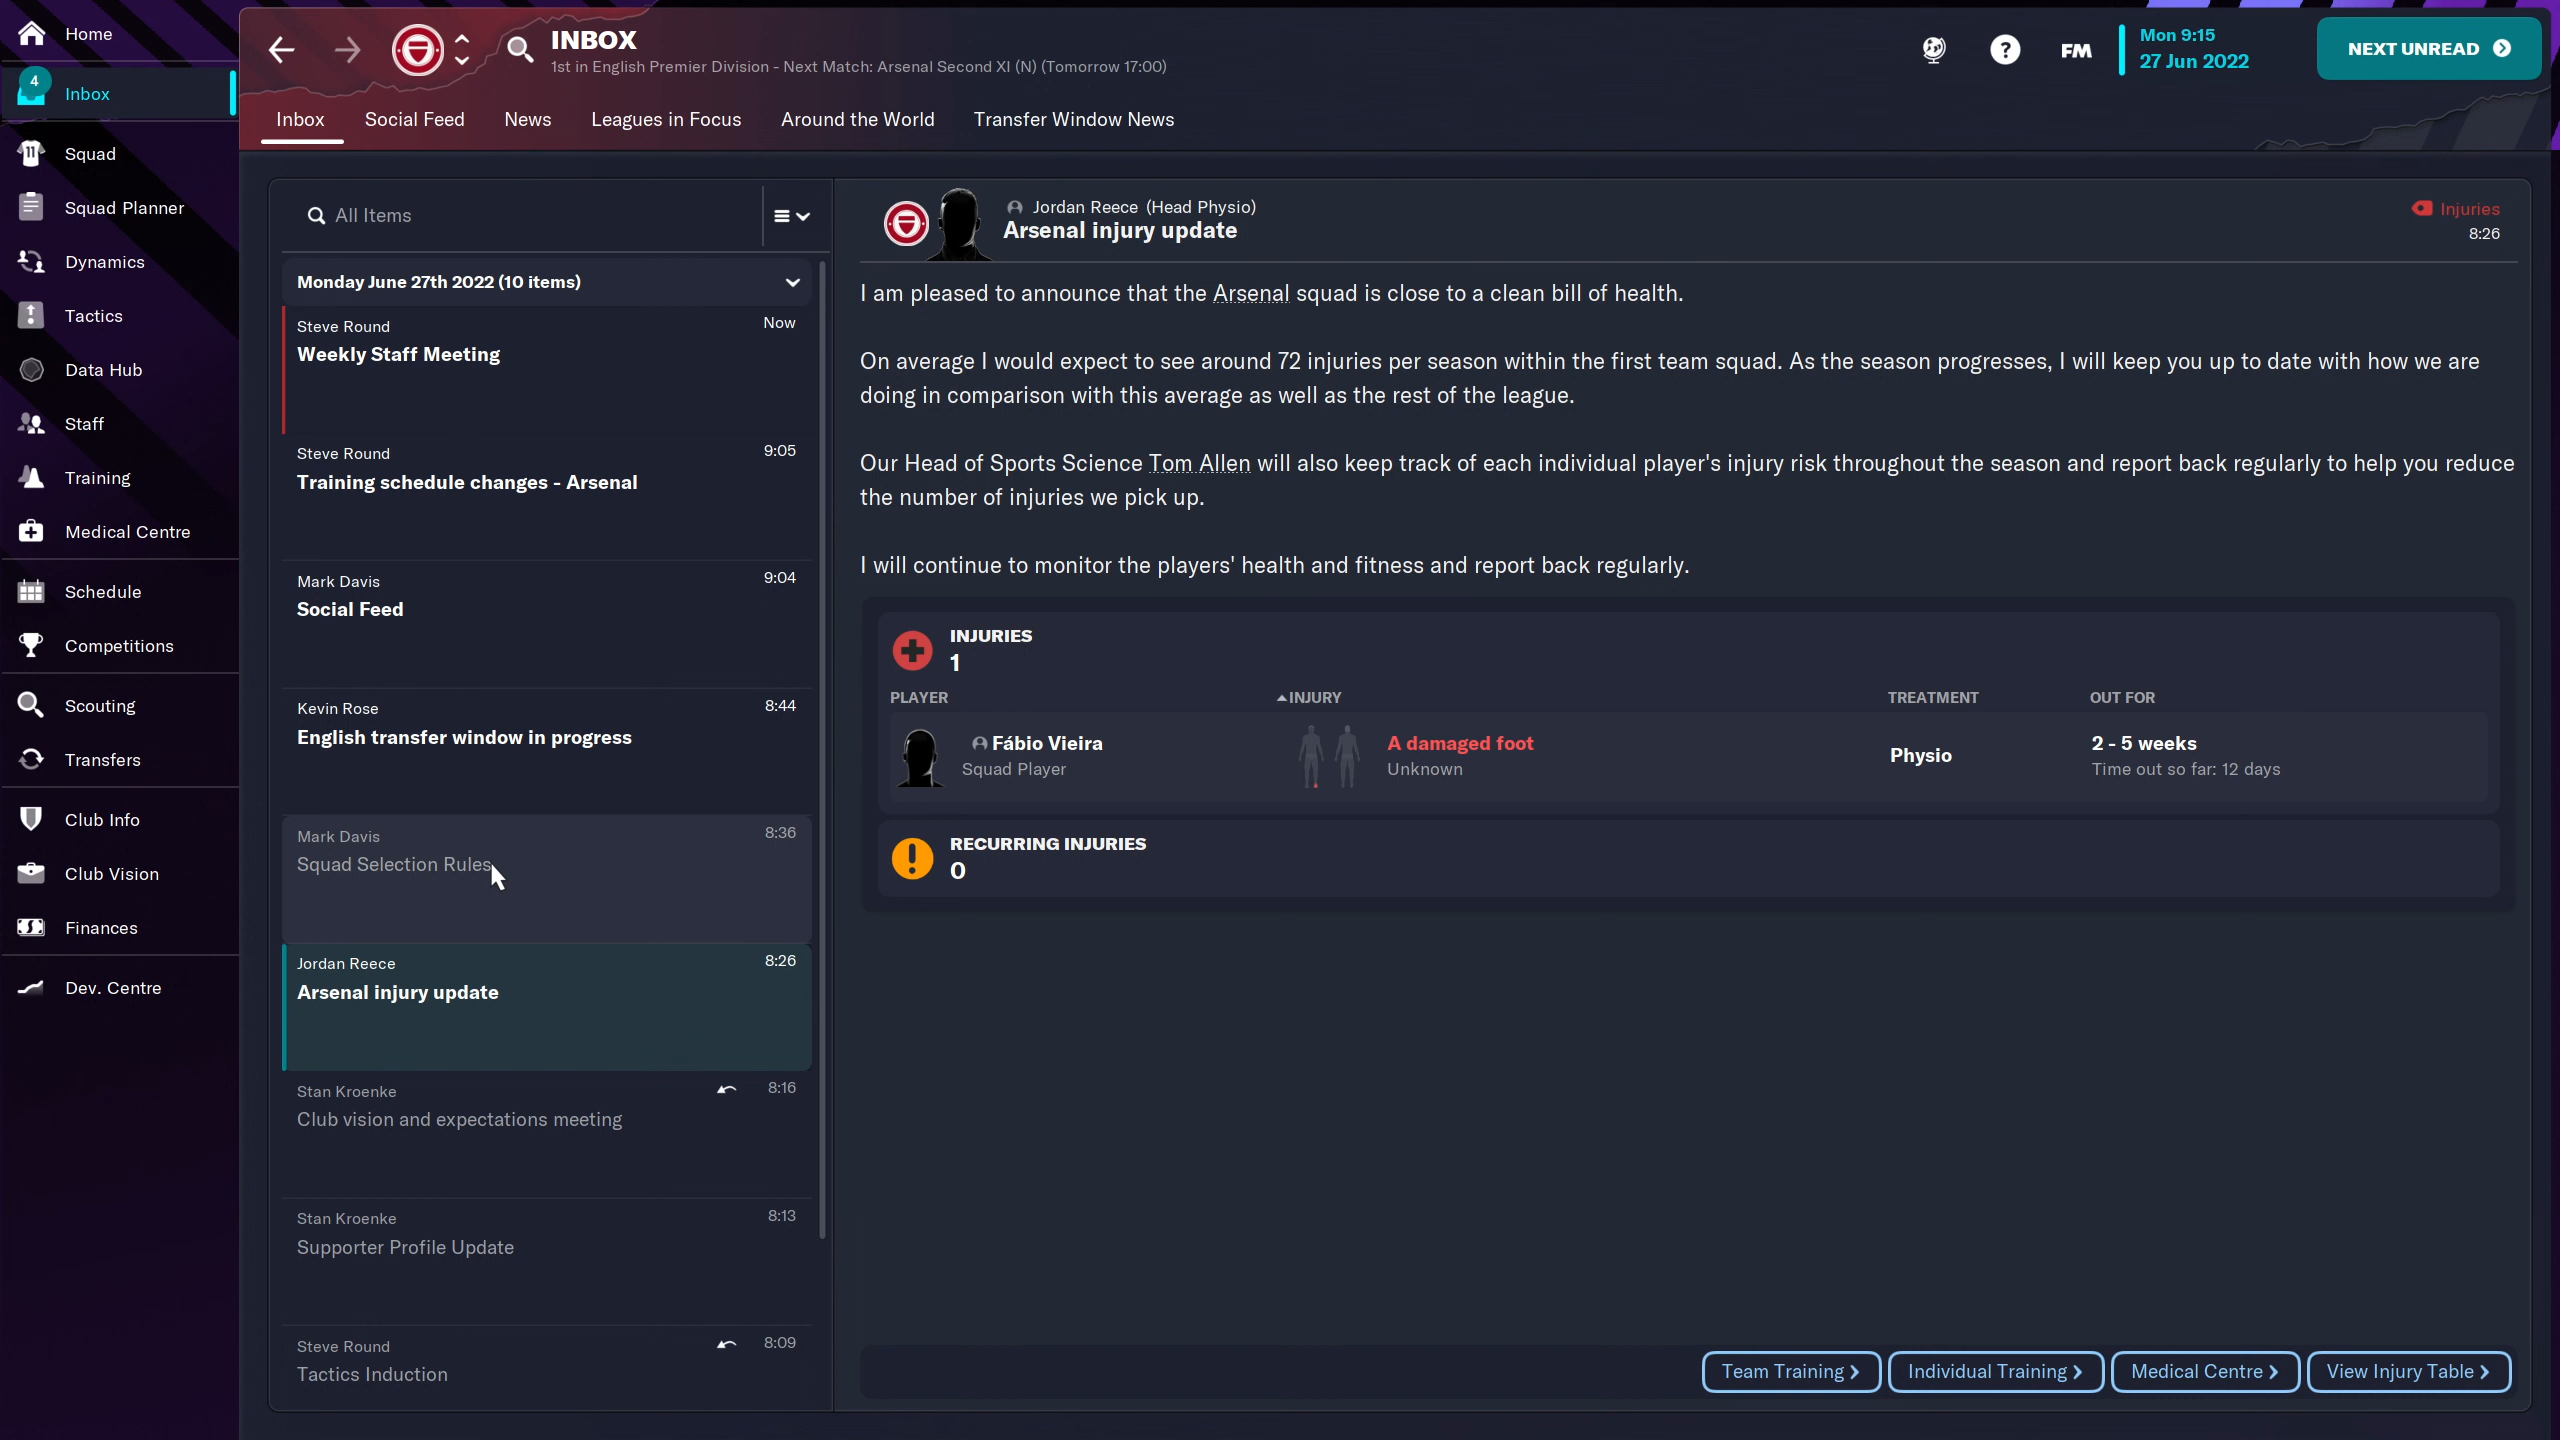 Home
4
Inbox
11
Squad
Squad Planner
Dynamics
Tactics
Data Hub
Staff
Training
Medical Centre
Schedule
Competitions
Scouting
Transfers
Club Info
Club Vision
Finances
Dev. Centre
INBOX
1st in English Premier Division - Next Match: Arsenal Second XI (N) (Tomorrow 17:00)
?
FM
Mon 9:15
27 Jun 2022
NEXT UNREAD
Inbox
Social Feed
News
Leagues in Focus
Around the World
Transfer Window News
All Items
Monday June 27th 2022 (10 items)
Steve Round
Now
Weekly Staff Meeting
Steve Round
9:05
Training schedule changes - Arsenal
Mark Davis
9:04
Social Feed
Kevin Rose
8:44
English transfer window in progress
Mark Davis
8:36
Squad Selection Rules
Jordan Reece
8:26
Arsenal injury update
Stan Kroenke
8:16
Club vision and expectations meeting
Stan Kroenke
8:13
Supporter Profile Update
Steve Round
8:09
Tactics Induction
Jordan Reece (Head Physio)
Arsenal injury update
Injuries
8:26
I am pleased to announce that the Arsenal squad is close to a clean bill of health.
On average I would expect to see around 72 injuries per season within the first team squad. As the season progresses, I will keep you up to date with how we are
doing in comparison with this average as well as the rest of the league.
Our Head of Sports Science Tom Allen will also keep track of each individual player's injury risk throughout the season and report back regularly to help you reduce
the number of injuries we pick up.
I will continue to monitor the players' health and fitness and report back regularly.
INJURIES
1
PLAYER
INJURY
TREATMENT
OUT FOR
Fábio Vieira
Squad Player
A damaged foot
Unknown
Physio
2 - 5 weeks
Time out so far: 12 days
RECURRING INJURIES
0
Team Training
Individual Training
Medical Centre
View Injury Table